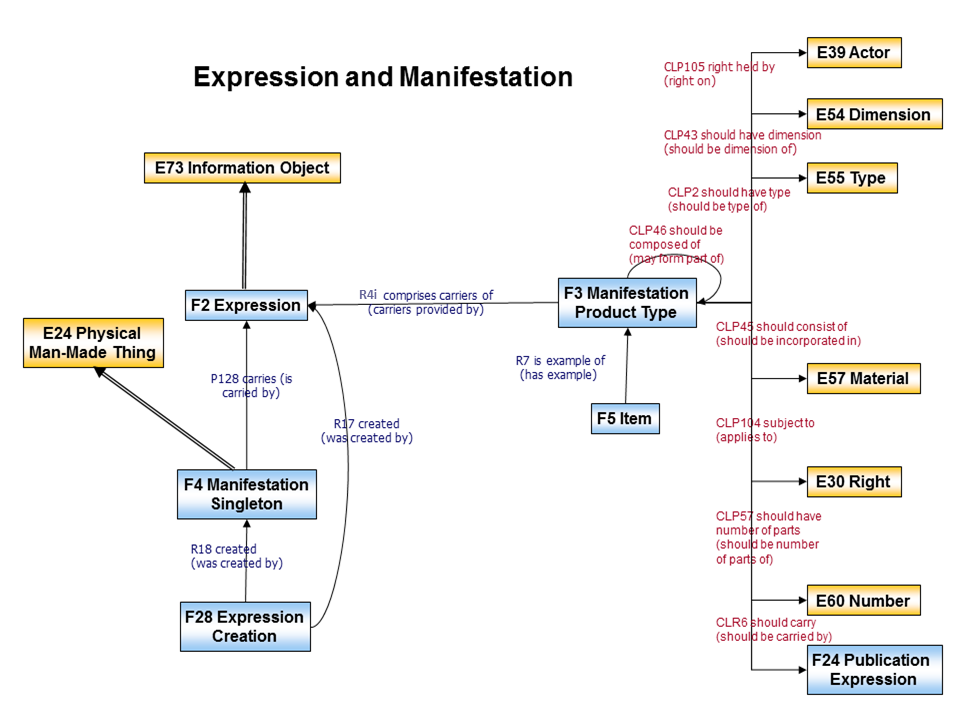 Expression and Manifestation
E39 Actor
CLP105 right held by
(right on)
E54 Dimension
CLP43 should have dimension
(should be dimension of)
E73 Information Object
E55 Type
CLP2 should have type
(should be type of)
CLP46 should be
composed of
(may form part of)
F2 Expression
R4i comprises carriers of
(carriers provided by)
F3 Manifestation
Product Type
E24 Physical
Man-Made Thing
CLP45 should consist of
(should be incorporated in)
P128 carries (is
carried by)
R7 is example of
(has example)
E57 Material
F5 Item
R17 created
(was created by)
CLP104 subject to
(applies to)
F4 Manifestation
Singleton
E30 Right
CLP57 should have
number of parts
(should be number
of parts of)
R18 created
(was created by)
E60 Number
F28 Expression
Creation
CLR6 should carry
(should be carried by)
F24 Publication
Expression